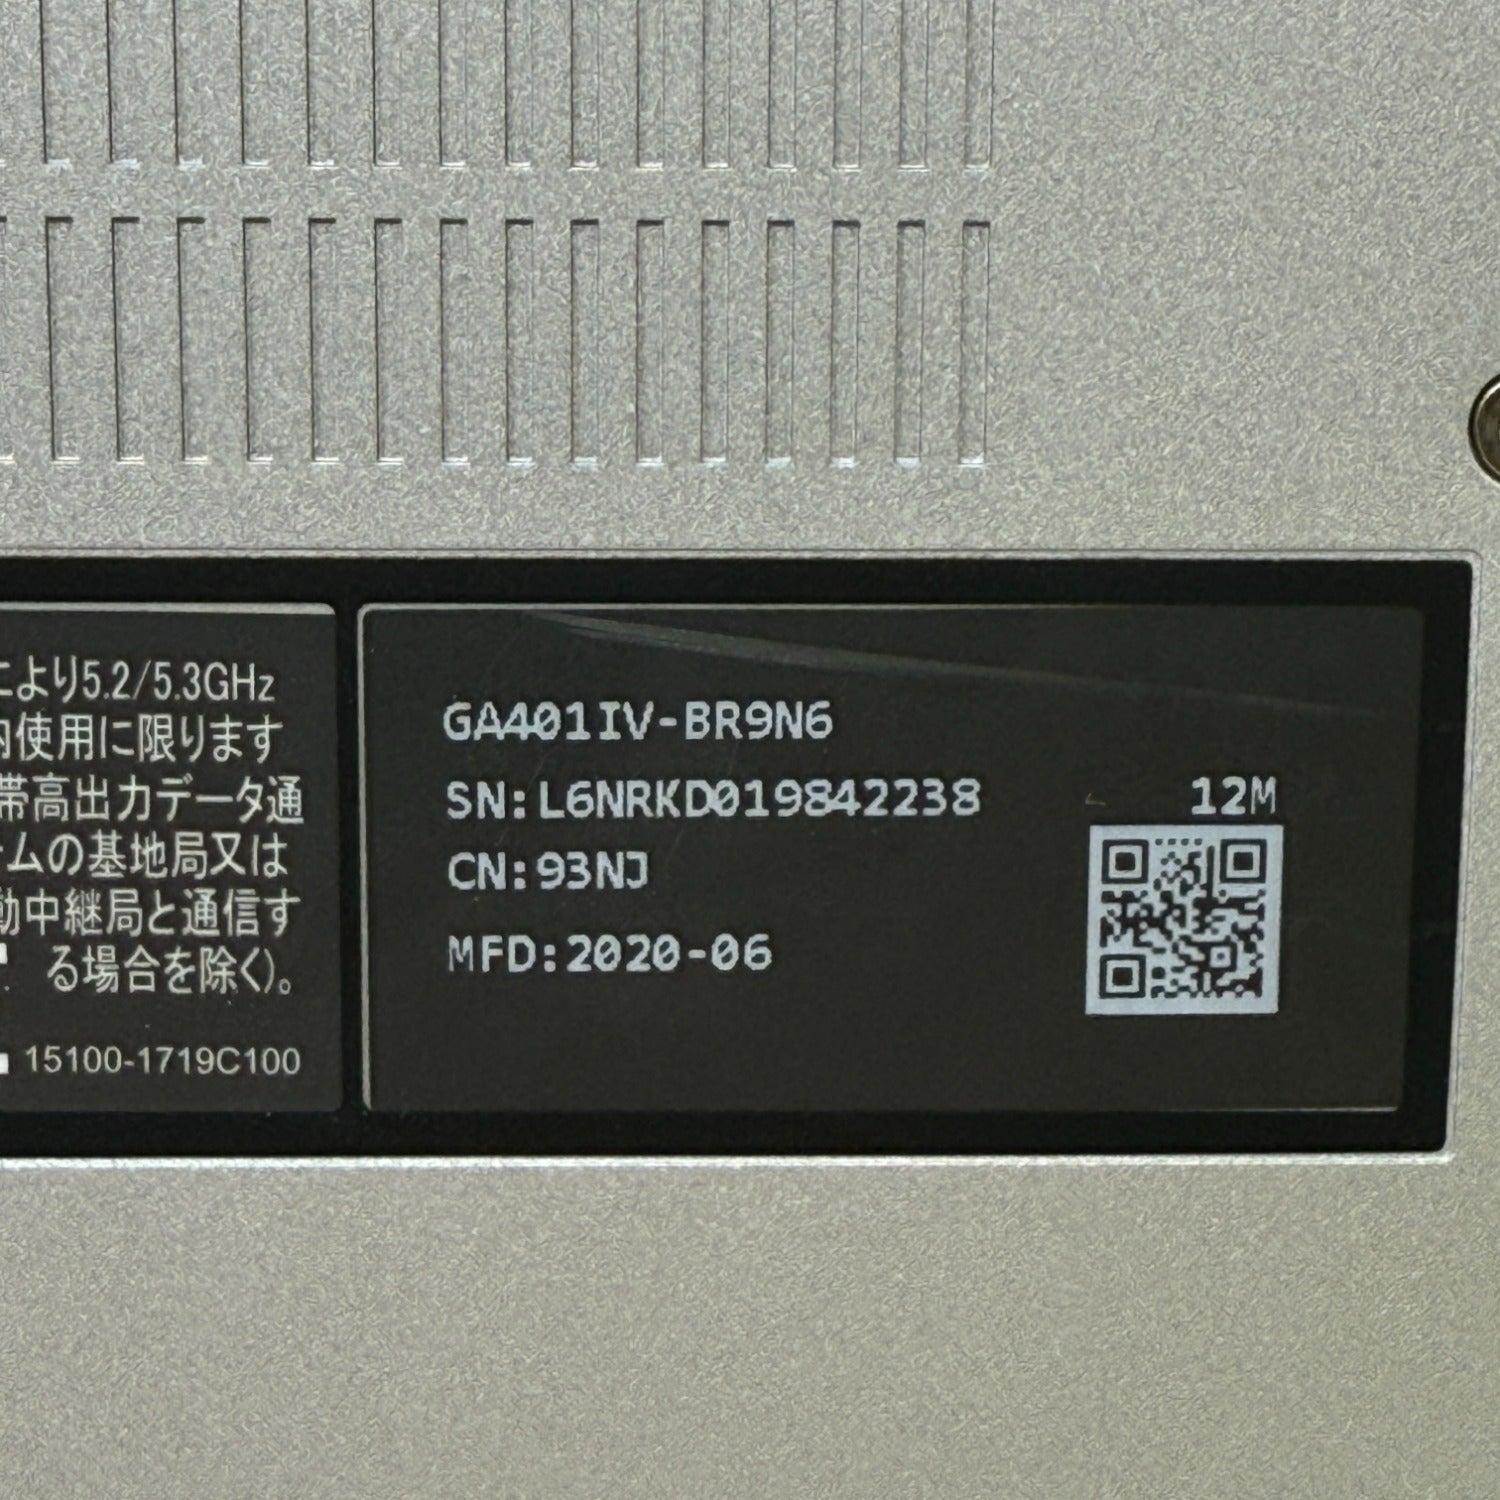 により5.2/5.3GHz
内使用に限ります
帯高出力データ通
テムの基地局又は
動中継局と通信す
る場合を除く)。
15100-1719C100
GA401IV-BR9N6
SN:L6NRKD019842238
CN:93NJ
MFD:2020-06
12M